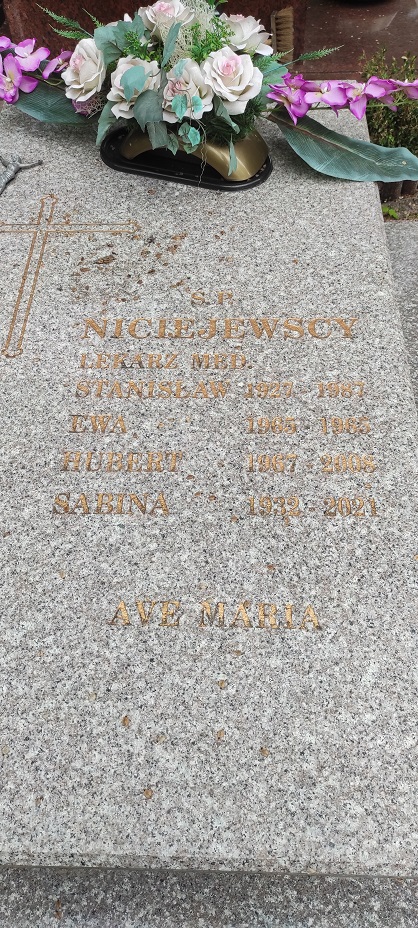 Ś.P.
NICIEJEWSCY
LEKARZ MED.
STANISŁAW 1927 - 1987
EWA 1965 - 1965
HUBERT 1967 - 2006
SABINA 1932 - 2021
AVE MARIA